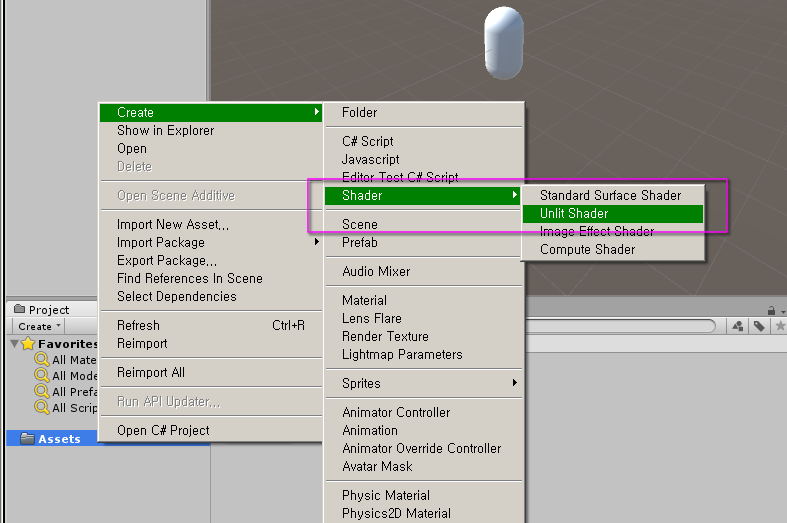 Create
Show in Explorer
Open
Delete
Open Scene Additive
Import New Asset...
Import Package
Export Package...
Find References In Scene
Select Dependencies
Refresh Ctrl+R
Reimport
Reimport All
Run API Updater...
Open C# Project
Folder
C# Script
Javascript
Editor Test C# Script
Shader
Scene
Prefab
Audio Mixer
Material
Lens Flare
Render Texture
Lightmap Parameters
Sprites
Animator Controller
Animation
Animator Override Controller
Avatar Mask
Physic Material
Physics2D Material
Standard Surface Shader
Unlit Shader
Image Effect Shader
Compute Shader
Project
Create
Favorites
All Mate
All Mode
All Prefa
All Scrip
Assets